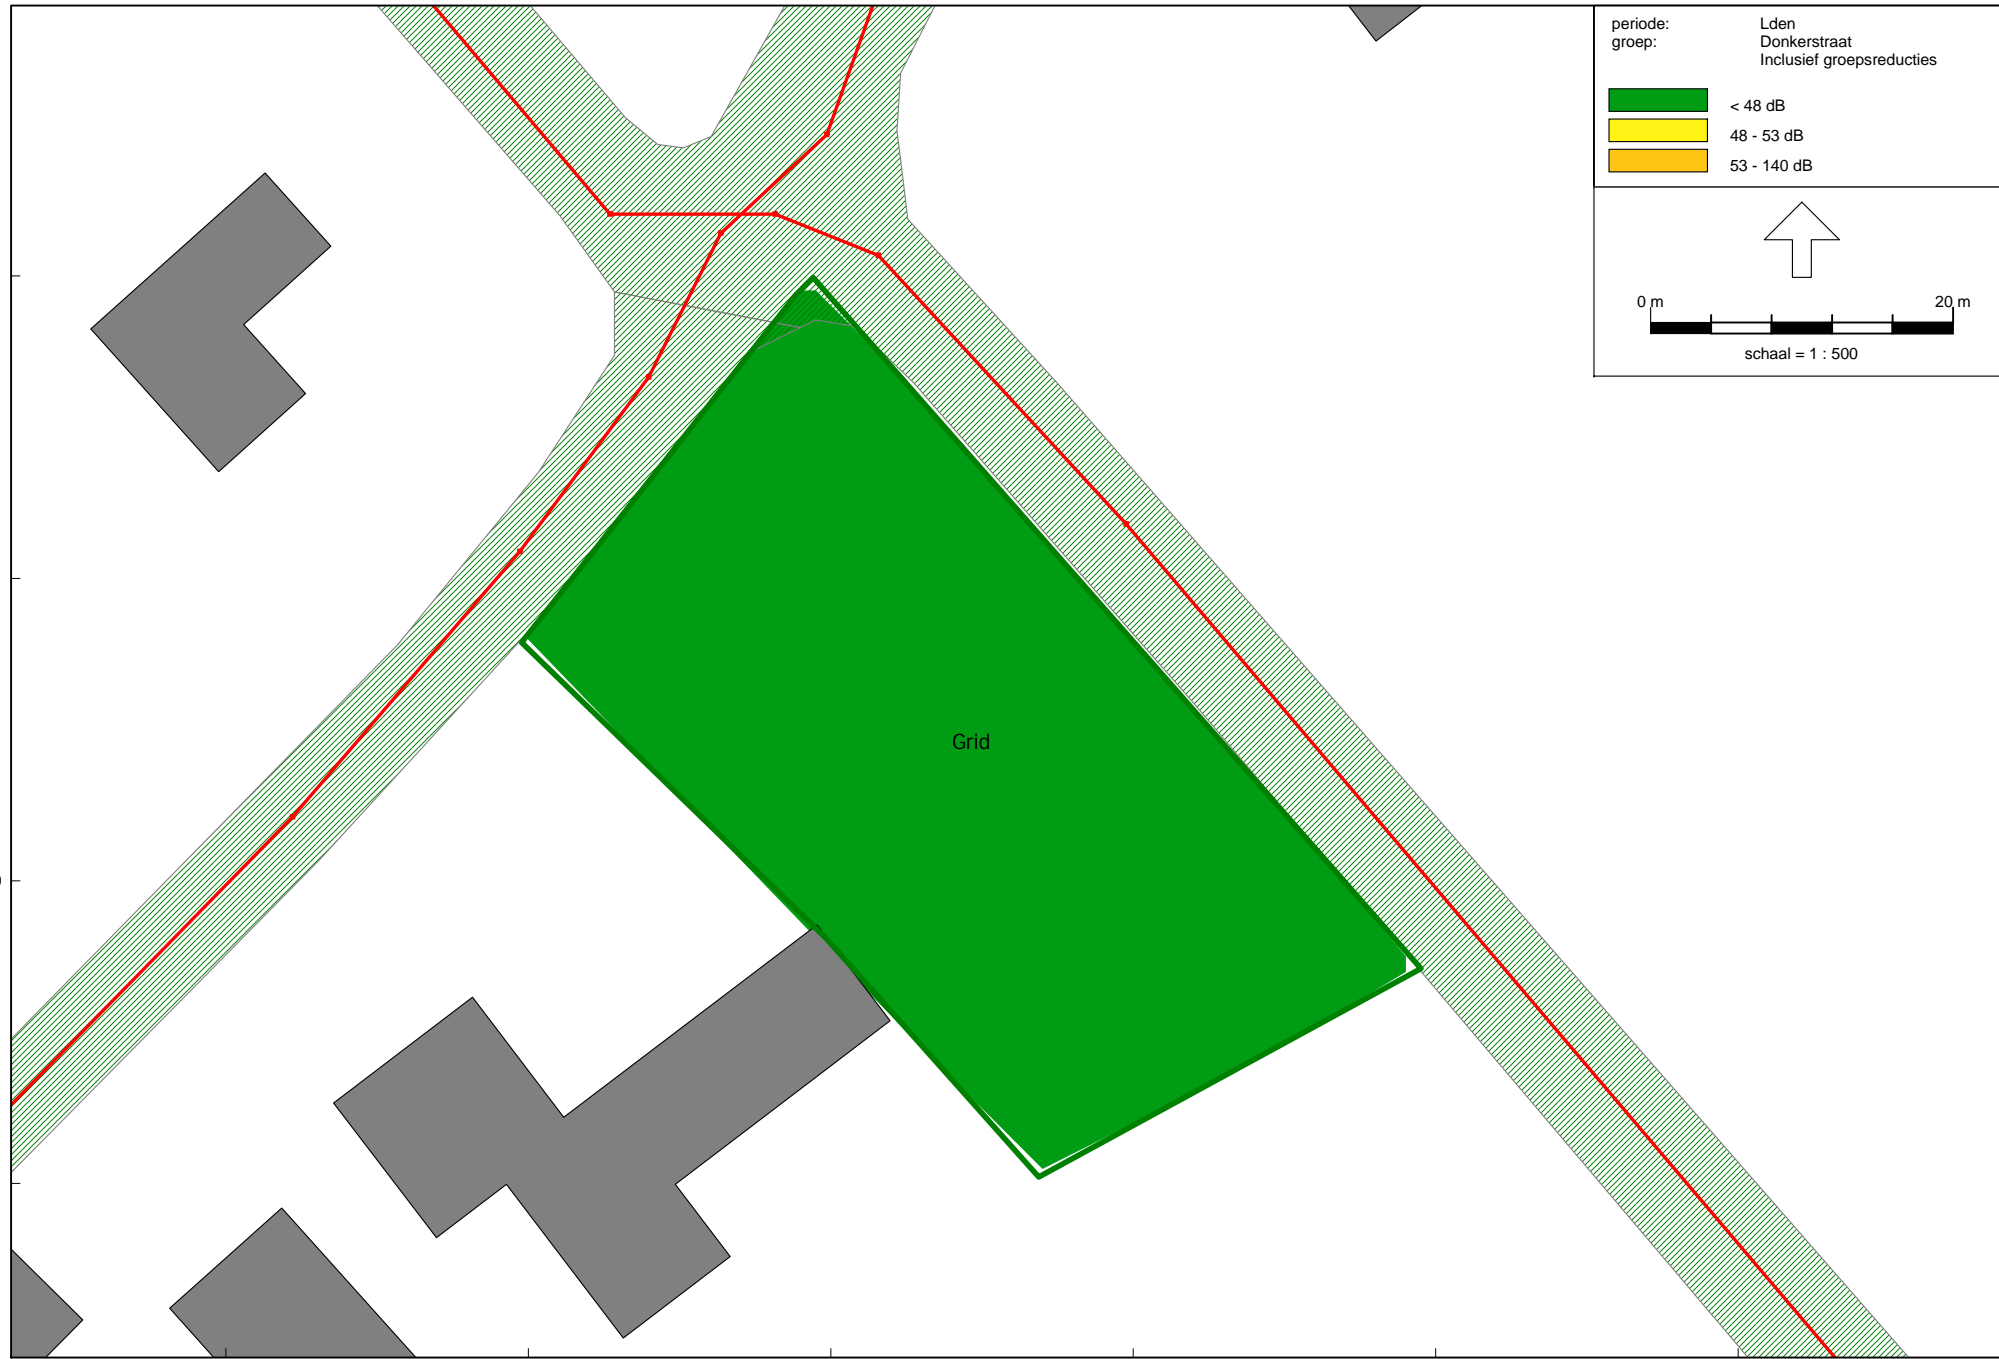 periode: Lden
groep: Donkerstraat
Inclusief groepsreducties
< 48 dB
48 - 53 dB
53 - 140 dB
0 m 20 m
schaal = 1 : 500
Grid